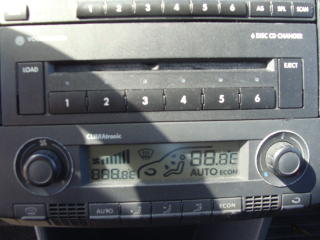 1 2 3 4 5 6 AS RFL SCAN
6 DISC CD CHANGER
LOAD EJECT
1 2 3 4 5 6
CLIMAtronic
88.8E
888.8E AUTO ECON
AUTO ECON